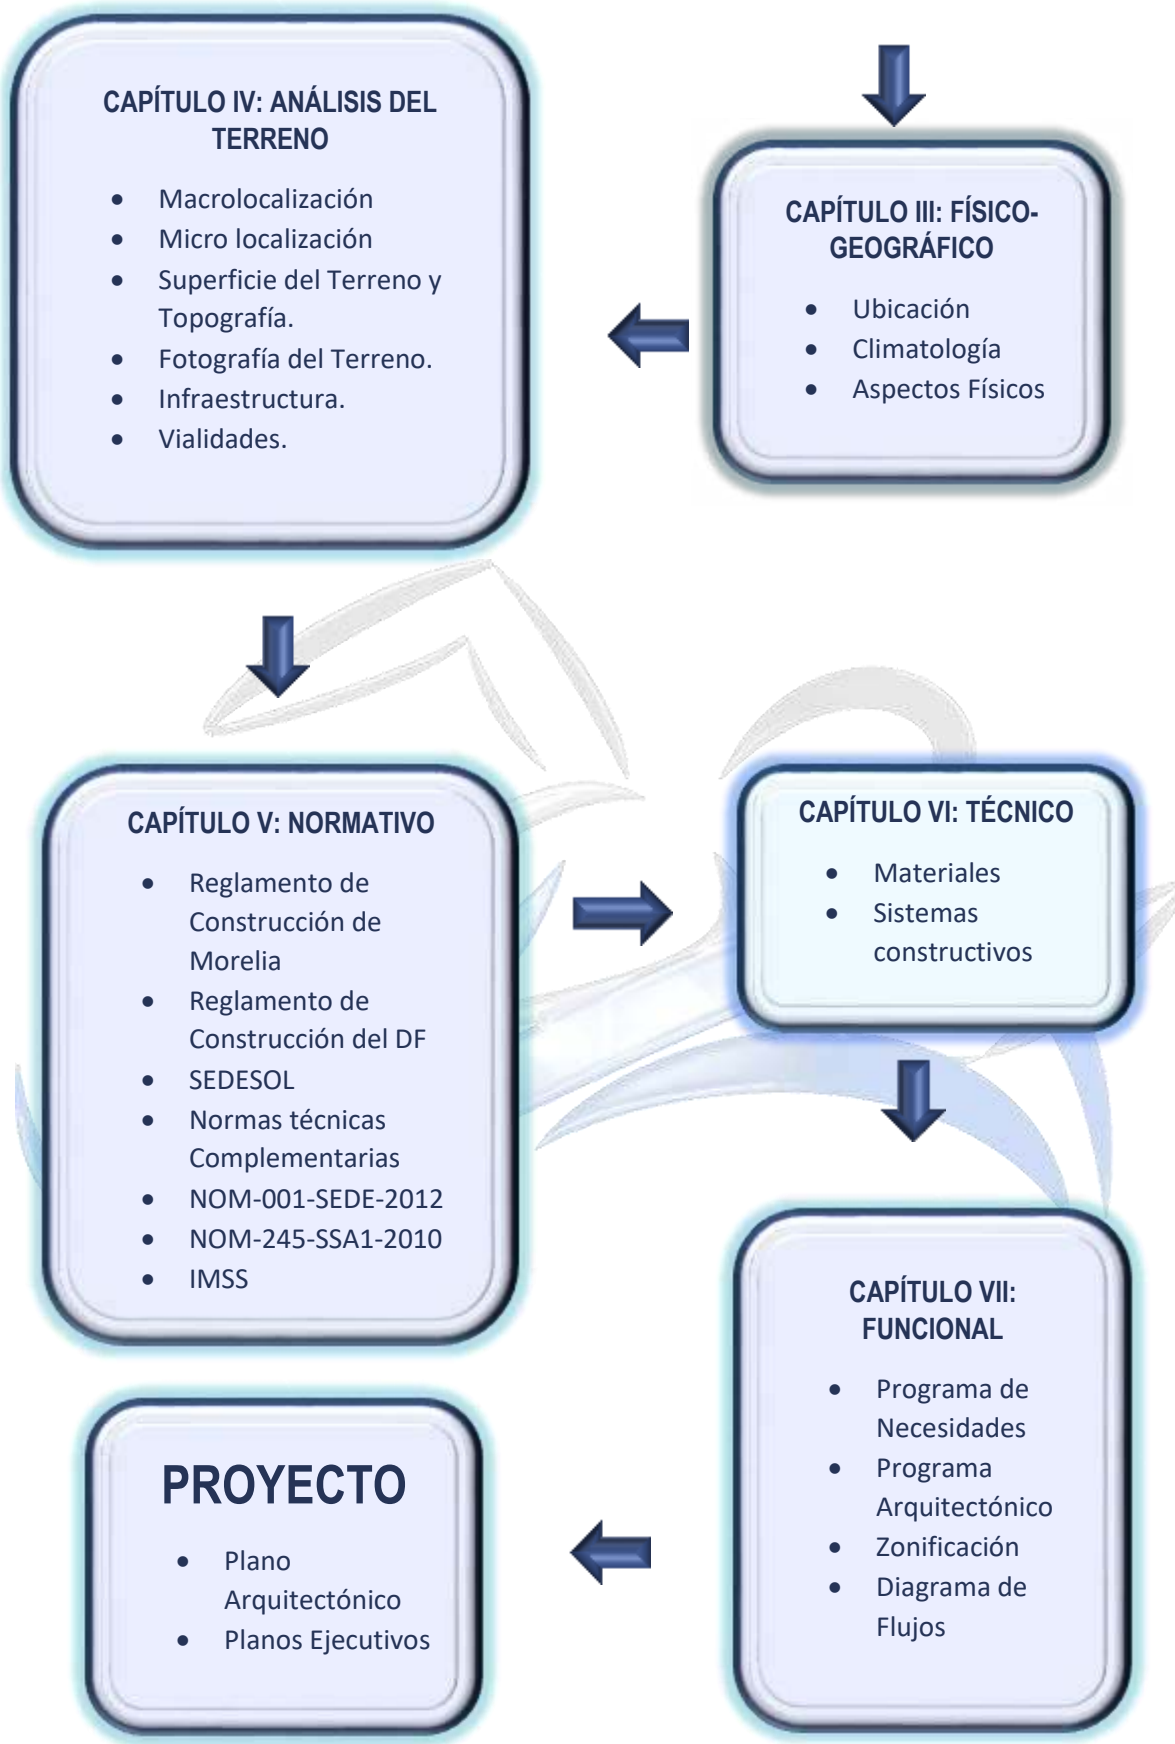 CAPÍTULO III: FÍSICO-
GEOGRÁFICO
• Ubicación
• Climatología
• Aspectos Físicos
CAPÍTULO IV: ANÁLISIS DEL
TERRENO
• Macrolocalización
• Micro localización
• Superficie del Terreno y
Topografía.
• Fotografía del Terreno.
• Infraestructura.
• Vialidades.
CAPÍTULO V: NORMATIVO
• Reglamento de
Construcción de
Morelia
• Reglamento de
Construcción del DF
• SEDESOL
• Normas técnicas
Complementarias
• NOM-001-SEDE-2012
• NOM-245-SSA1-2010
• IMSS
CAPÍTULO VI: TÉCNICO
• Materiales
• Sistemas
constructivos
CAPÍTULO VII:
FUNCIONAL
• Programa de
Necesidades
• Programa
Arquitectónico
• Zonificación
• Diagrama de
Flujos
PROYECTO
• Plano
Arquitectónico
• Planos Ejecutivos